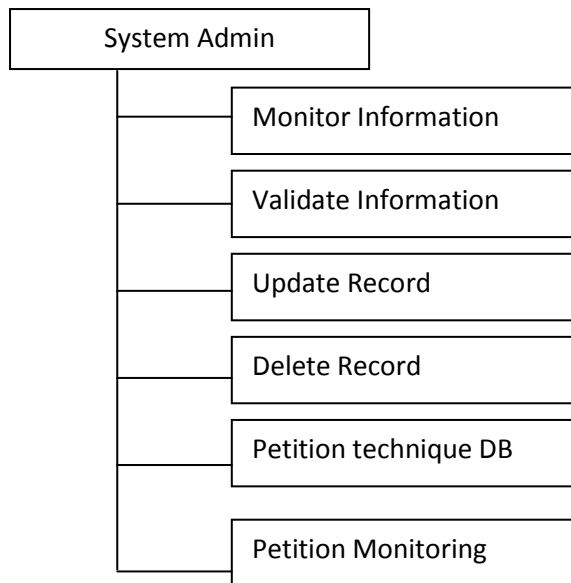 System Admin
Monitor Information
Validate Information
Update Record
Delete Record
Petition technique DB
Petition Monitoring